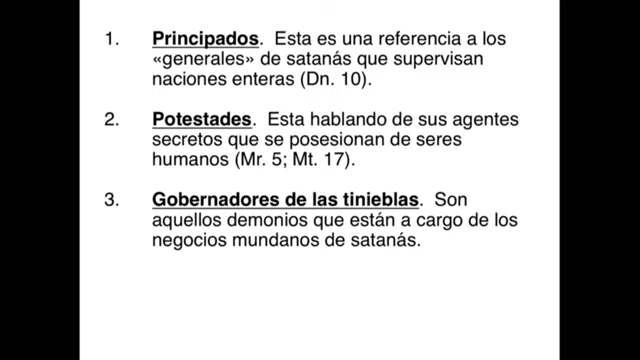 1. Principados. Esta es una referencia a los
«generales» de satanás que supervisan
naciones enteras (Dn. 10).
2. Potestades. Esta hablando de sus agentes
secretos que se posesionan de seres
humanos (Mr. 5; Mt. 17).
3. Gobernadores de las tinieblas. Son
aquellos demonios que están a cargo de los
negocios mundanos de satanás.